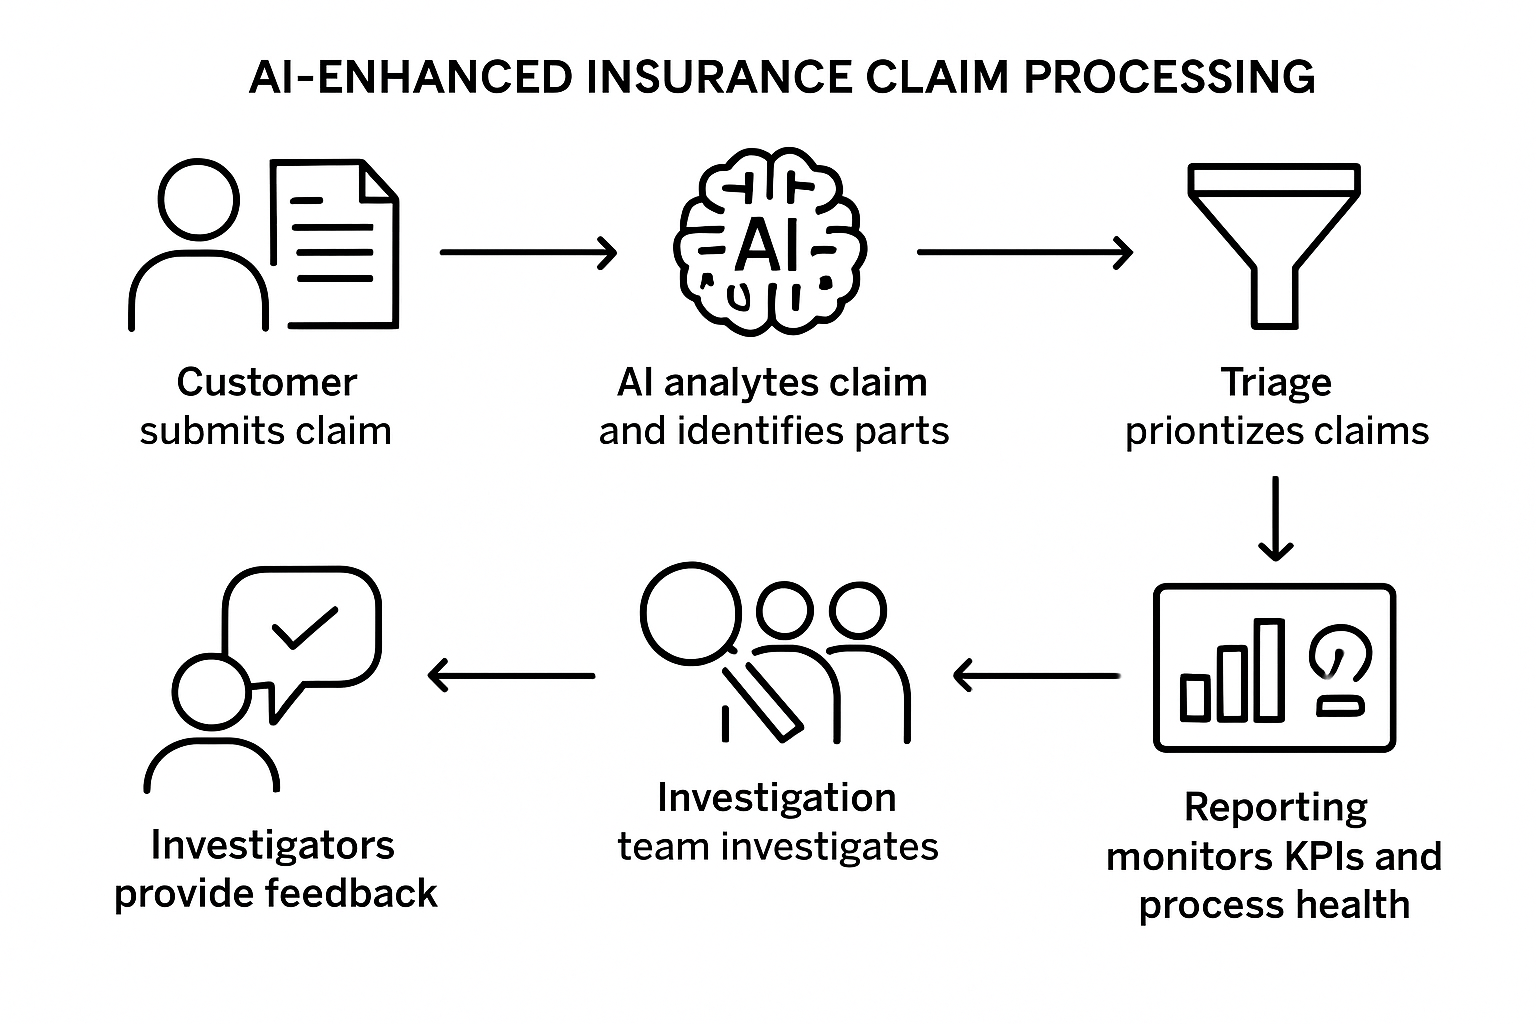 AI-ENHANCED INSURANCE CLAIM PROCESSING
AI
Customer
submits claim
AI analytes claim
and identifies parts
Triage
priontizes claims
Investigators
provide feedback
Investigation
team investigates
Reporting
monitors KPIs and
process health